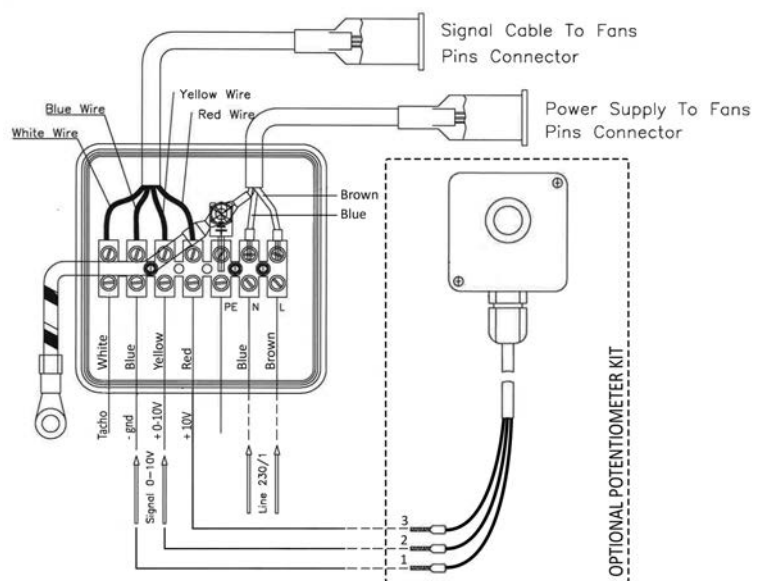 Signal Cable To Fans
Pins Connector
Yellow Wire
Blue Wire
Red Wire
White Wire
Power Supply To Fans
Pins Connector
Brown
Blue
PE
N
L
White
Blue
Yellow
Red
Blue
Brown
Tacho
- gnd
+ 0-10V
+ 10V
Signal 0-10V
Line 230/1
3
2
1
OPTIONAL POTENTIOMETER KIT